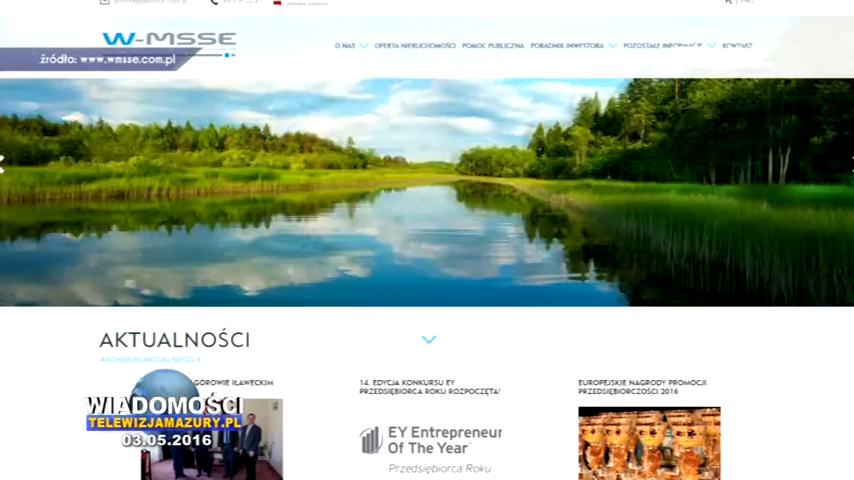 W-MSSE
źródło: www.wmsse.com.pl
O NAS OFERTA NIERUCHOMOŚCI POMOC PUBLICZNA PORADNIK INWESTORA POZOSTAŁE INFORMACJE KONTAKT
AKTUALNOŚCI
ARCHIWUM AKTUALNOŚCI
GÓROWIE IŁAWECKIM
14. EDYCJA KONKURSU EY
PRZEDSIĘBIORCA ROKU ROZPOCZĘTA!
EUROPEJSKIE NAGRODY PROMOCJI
PRZEDSIĘBIORCZOŚCI 2016
WIADOMOŚCI
TELEWIZJAMAZURY.PL
03.05.2016
EY Entrepreneur
Of The Year
Przedsiębiorca Roku